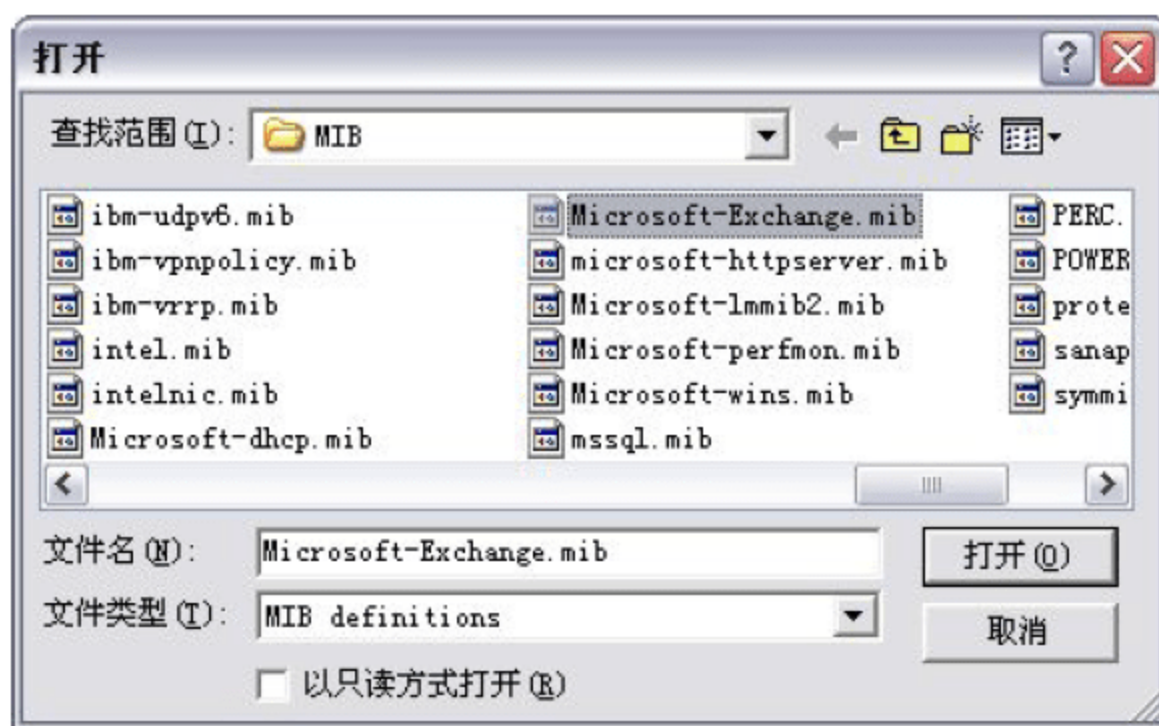 打开
查找范围(I): MIB
ibm-udpv6.mib
ibm-vpnpolicy.mib
ibm-vrrp.mib
intel.mib
intelnic.mib
Microsoft-dhcp.mib
Microsoft-Exchange.mib
microsoft-httpserver.mib
Microsoft-lmmib2.mib
Microsoft-perfmon.mib
Microsoft-wins.mib
mssql.mib
PERC.
POWER
prote
sanap
symmi
文件名(N): Microsoft-Exchange.mib
打开(O)
文件类型(T): MIB definitions
取消
以只读方式打开(R)